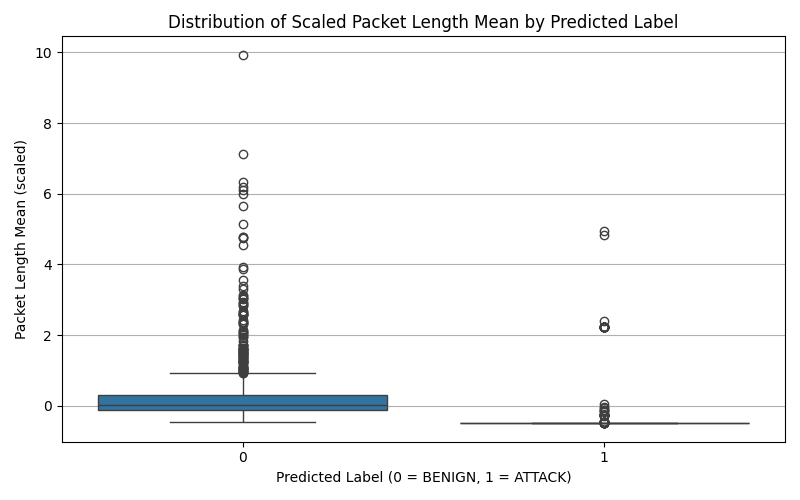 Distribution of Scaled Packet Length Mean by Predicted Label
Packet Length Mean (scaled)
10
8
6
4
2
0
0
1
Predicted Label (0 = BENIGN, 1 = ATTACK)